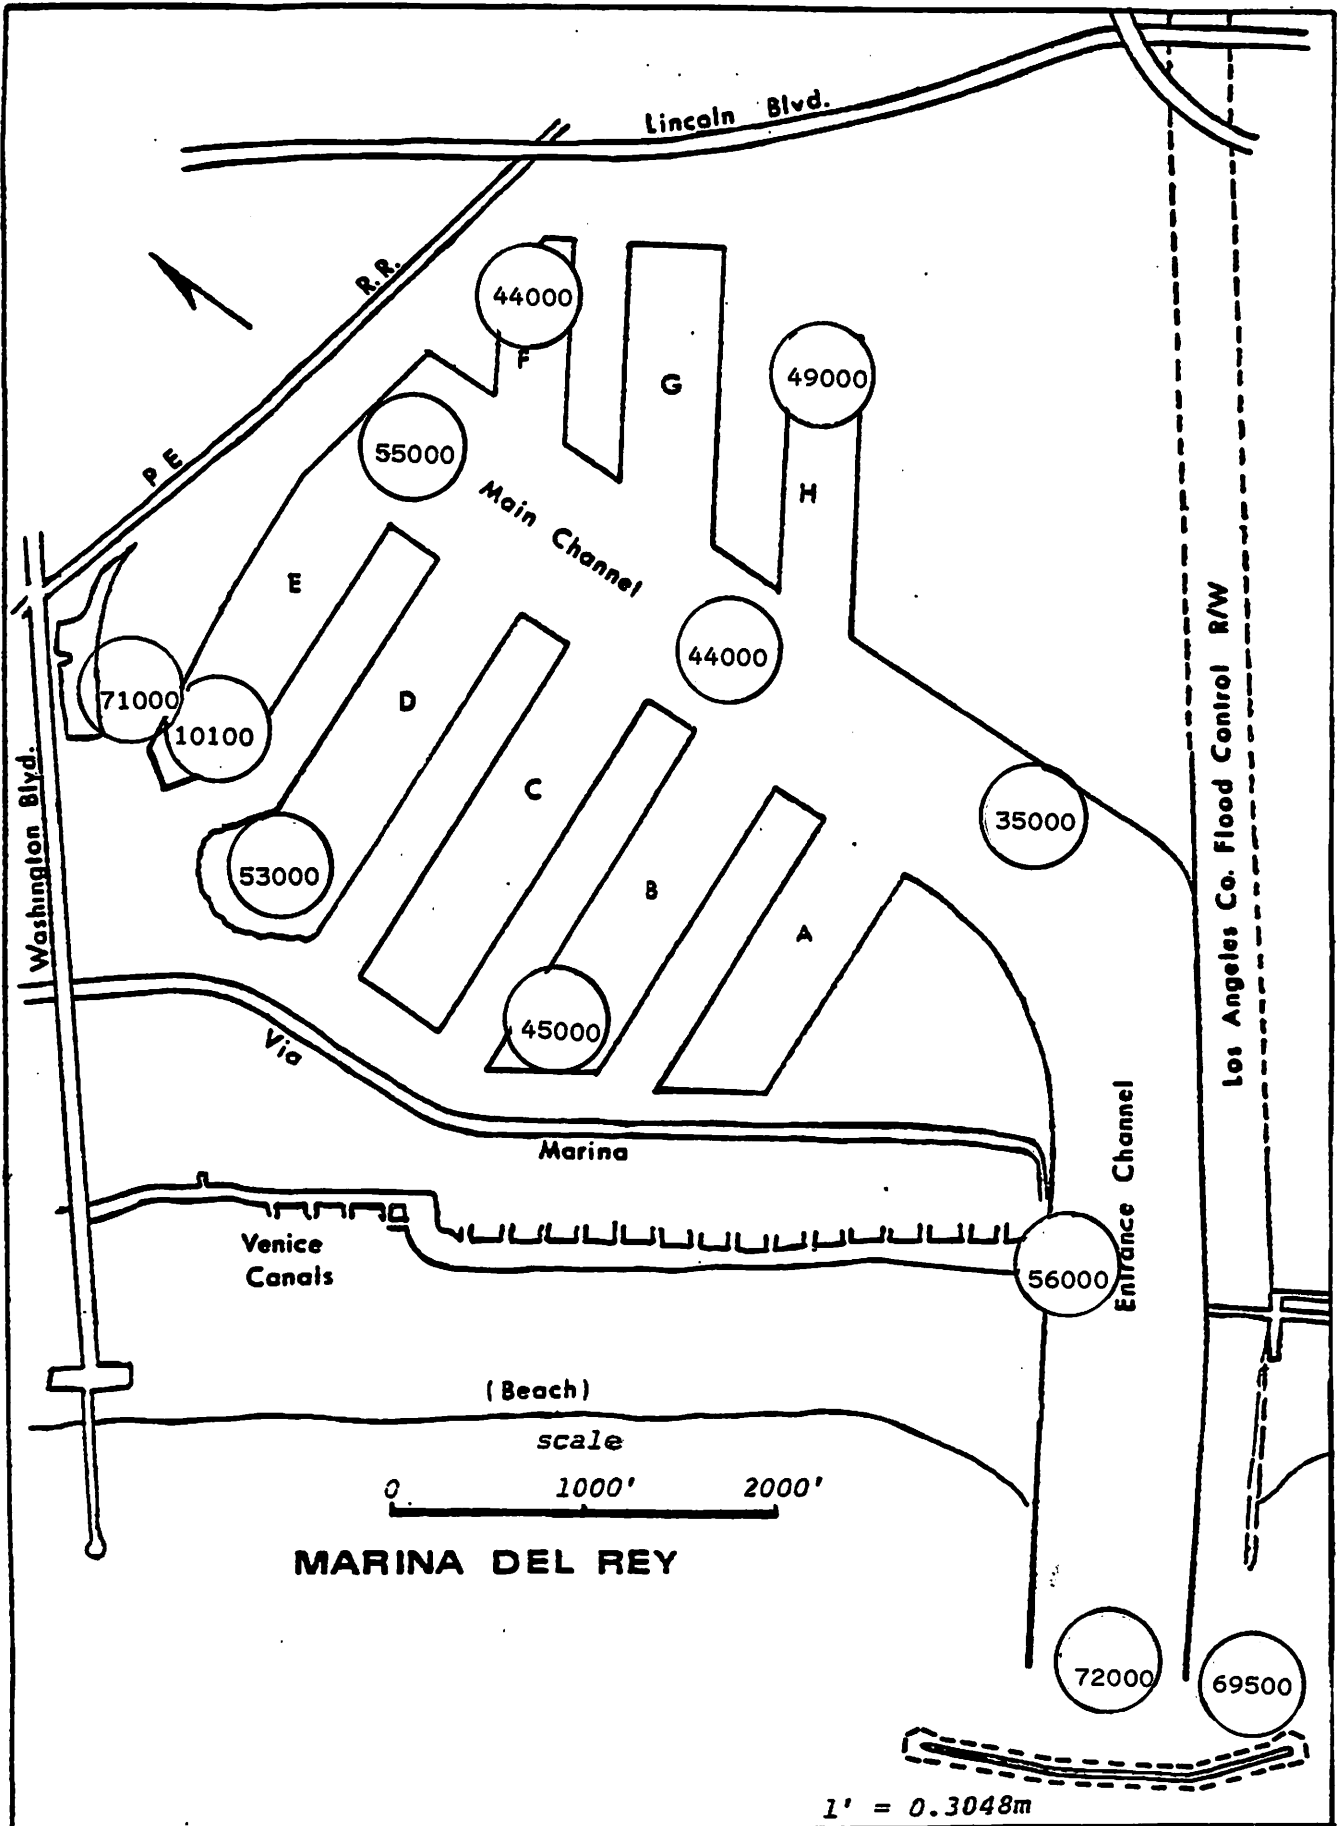 Lincoln Blvd.
R.R.
44000
F
49000
G
55000
P E
Main Channel
H
E
44000
Los Angeles Co. Flood Control R/W
71000
10100
D
C
35000
Washington Blvd.
53000
B
A
45000
Via
Marina
Entrance Channel
Venice
Canals
56000
(Beach)
scale
0 1000' 2000'
MARINA DEL REY
72000
69500
1' = 0.3048m